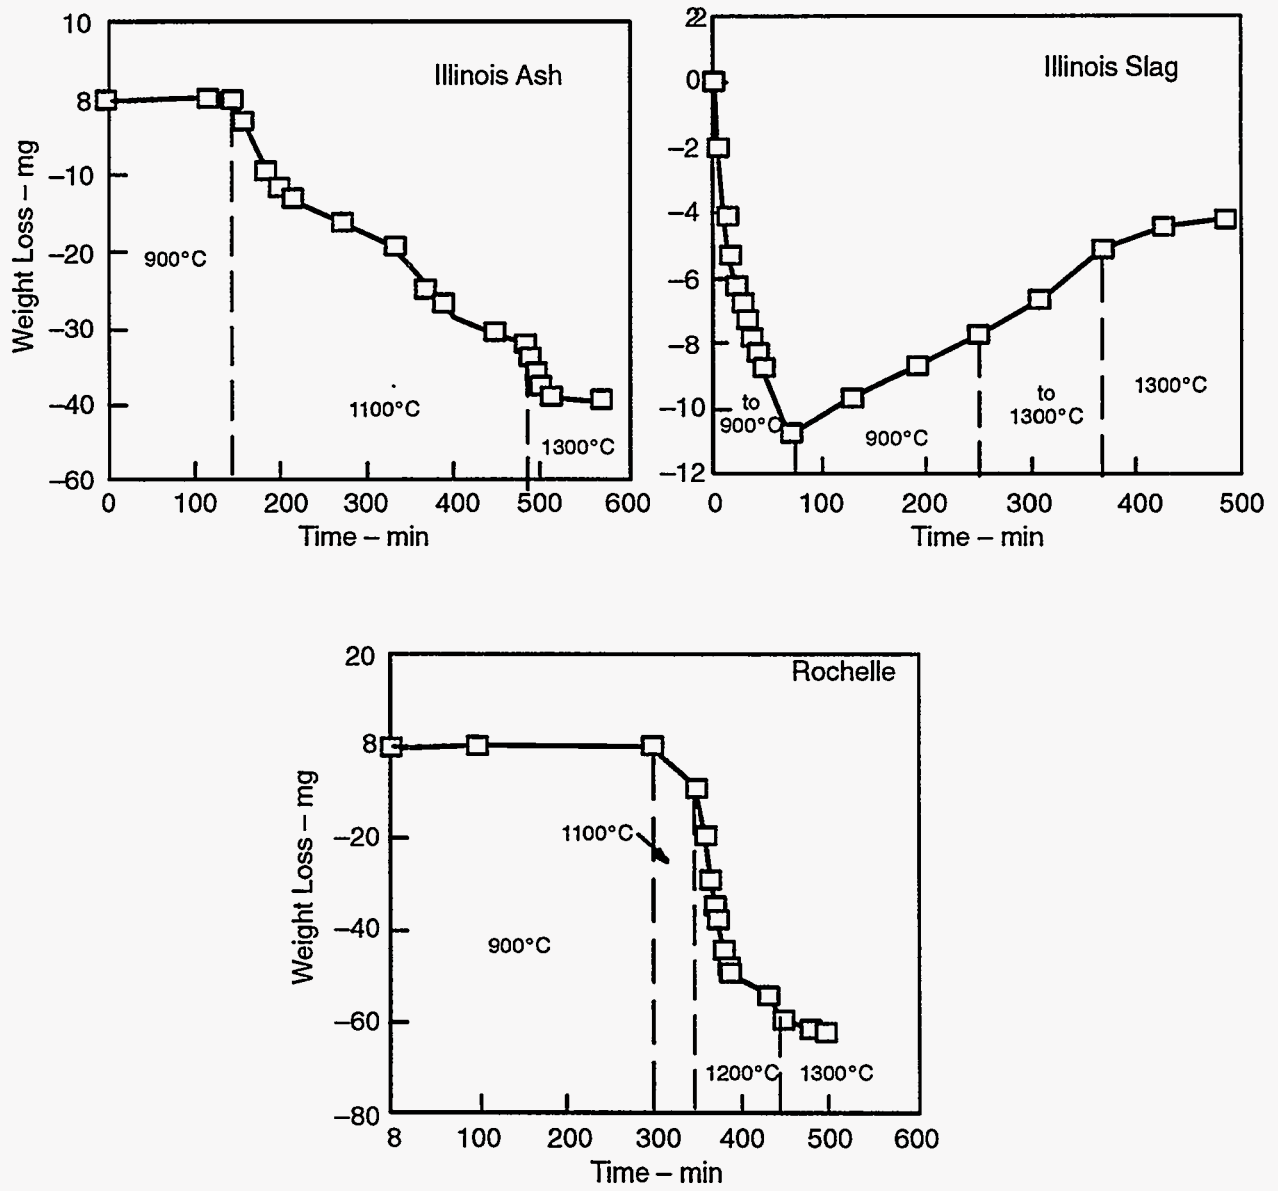 Illinois Ash
Weight Loss – mg
10
8
–10
–20
–30
–40
–60
900°C
1100°C
1300°C
0 100 200 300 400 500 600
Time – min
Illinois Slag
22
0
–2
–4
–6
–8
–10
–12
to
900°C
900°C
to
1300°C
1300°C
0 100 200 300 400 500
Time – min
Rochelle
Weight Loss – mg
20
8
–20
–40
–60
–80
1100°C
900°C
1200°C
1300°C
8 100 200 300 400 500 600
Time – min